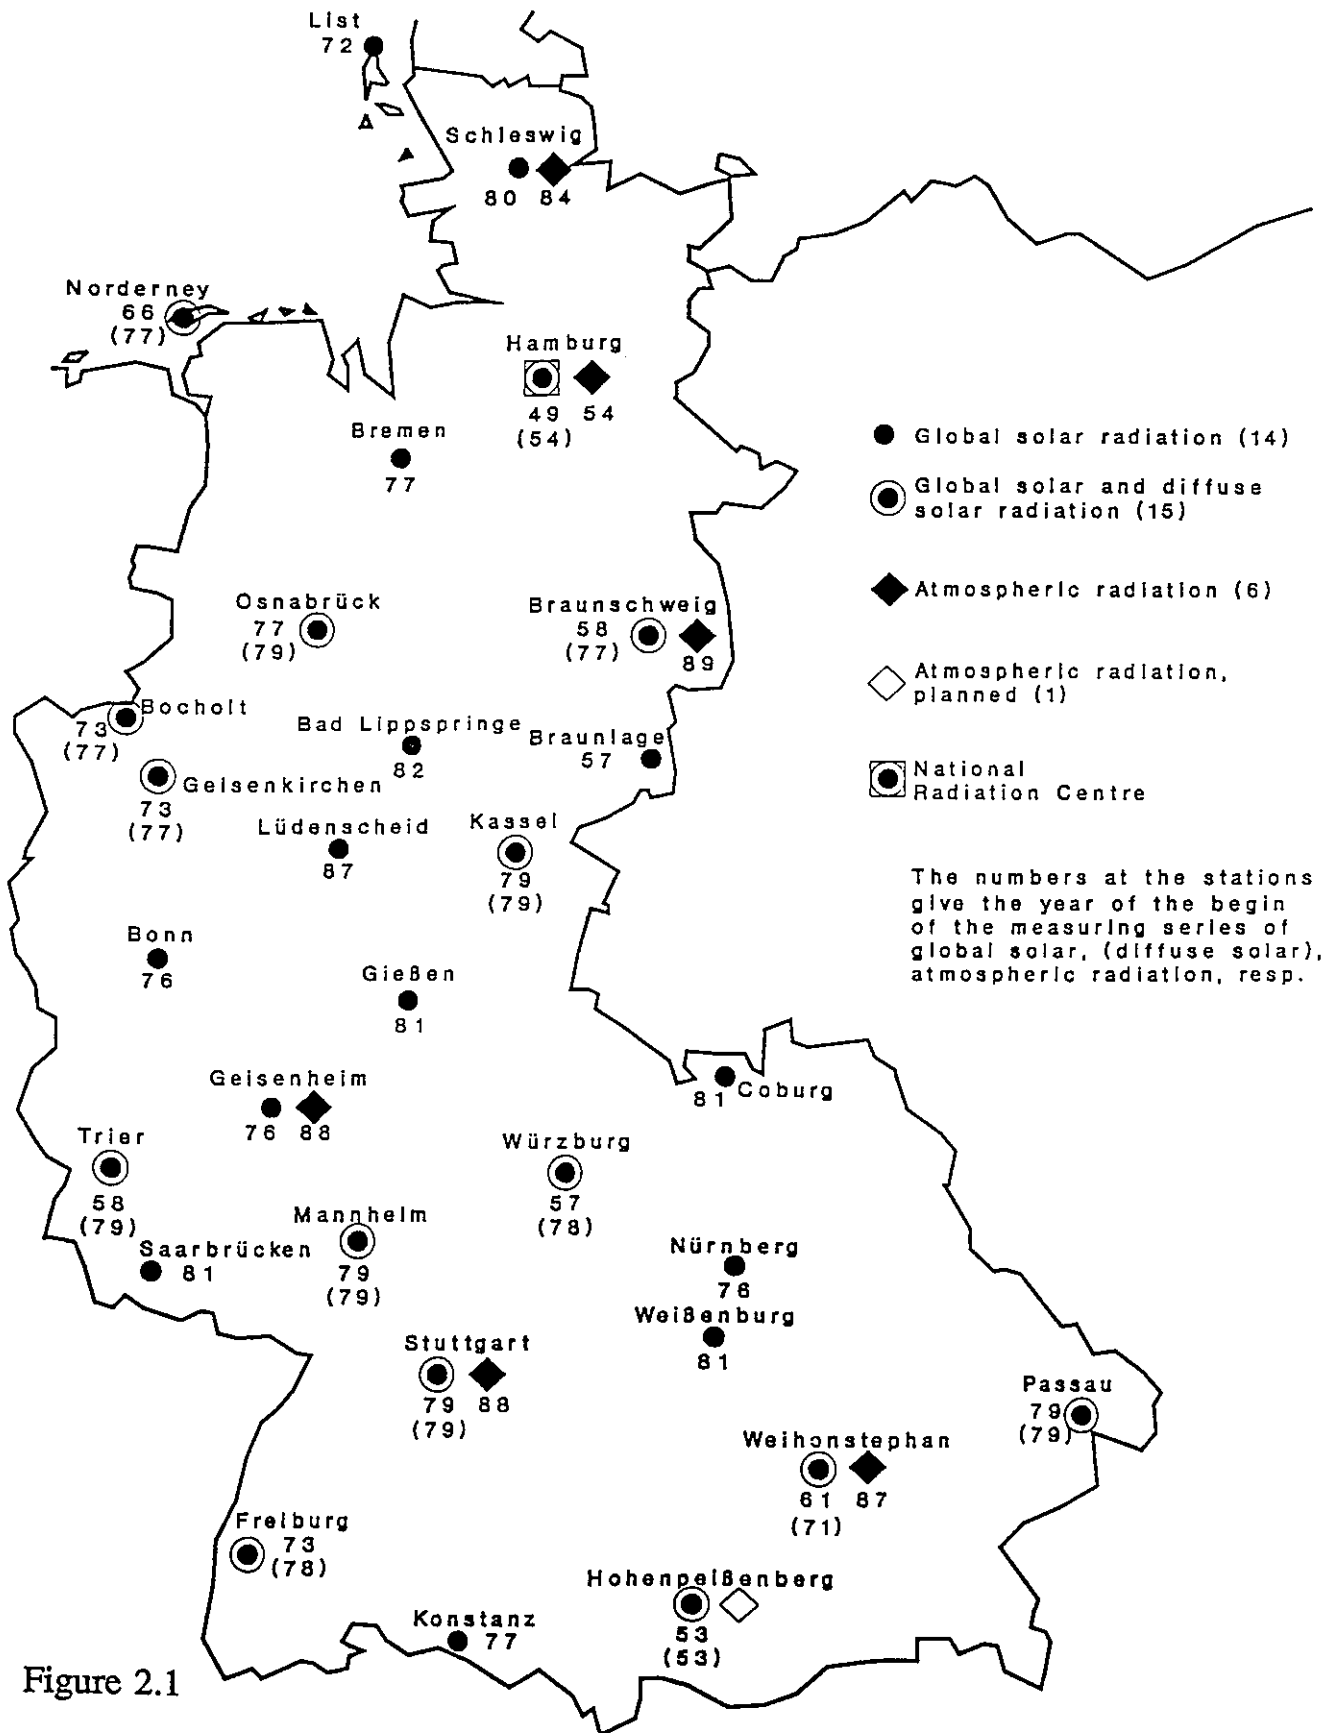 List
72
Schleswig
80 84
Norderney
66
(77)
Hamburg
49 54
(54)
Bremen
77
Global solar radiation (14)
Global solar and diffuse
solar radiation (15)
Atmospheric radiation (6)
Atmospheric radiation,
planned (1)
National
Radiation Centre
The numbers at the stations
give the year of the begin
of the measuring series of
global solar, (diffuse solar),
atmospheric radiation, resp.
Osnabrück
77
(79)
Braunschweig
58
(77)
89
Bocholt
73
(77)
Bad Lippspringe
82
Braunlage
57
Gelsenkirchen
73
(77)
Lüdenscheid
87
Kassel
79
(79)
Bonn
76
Gießen
81
Geisenheim
76 88
Coburg
81
Trier
58
(79)
Würzburg
57
(78)
Mannheim
79
(79)
Saarbrücken
81
Nürnberg
76
Weißenburg
81
Stuttgart
79 88
(79)
Passau
79
(79)
Weihonstephan
61 87
(71)
Freiburg
73
(78)
Hohenpeißenberg
53
(53)
Konstanz
77
Figure 2.1